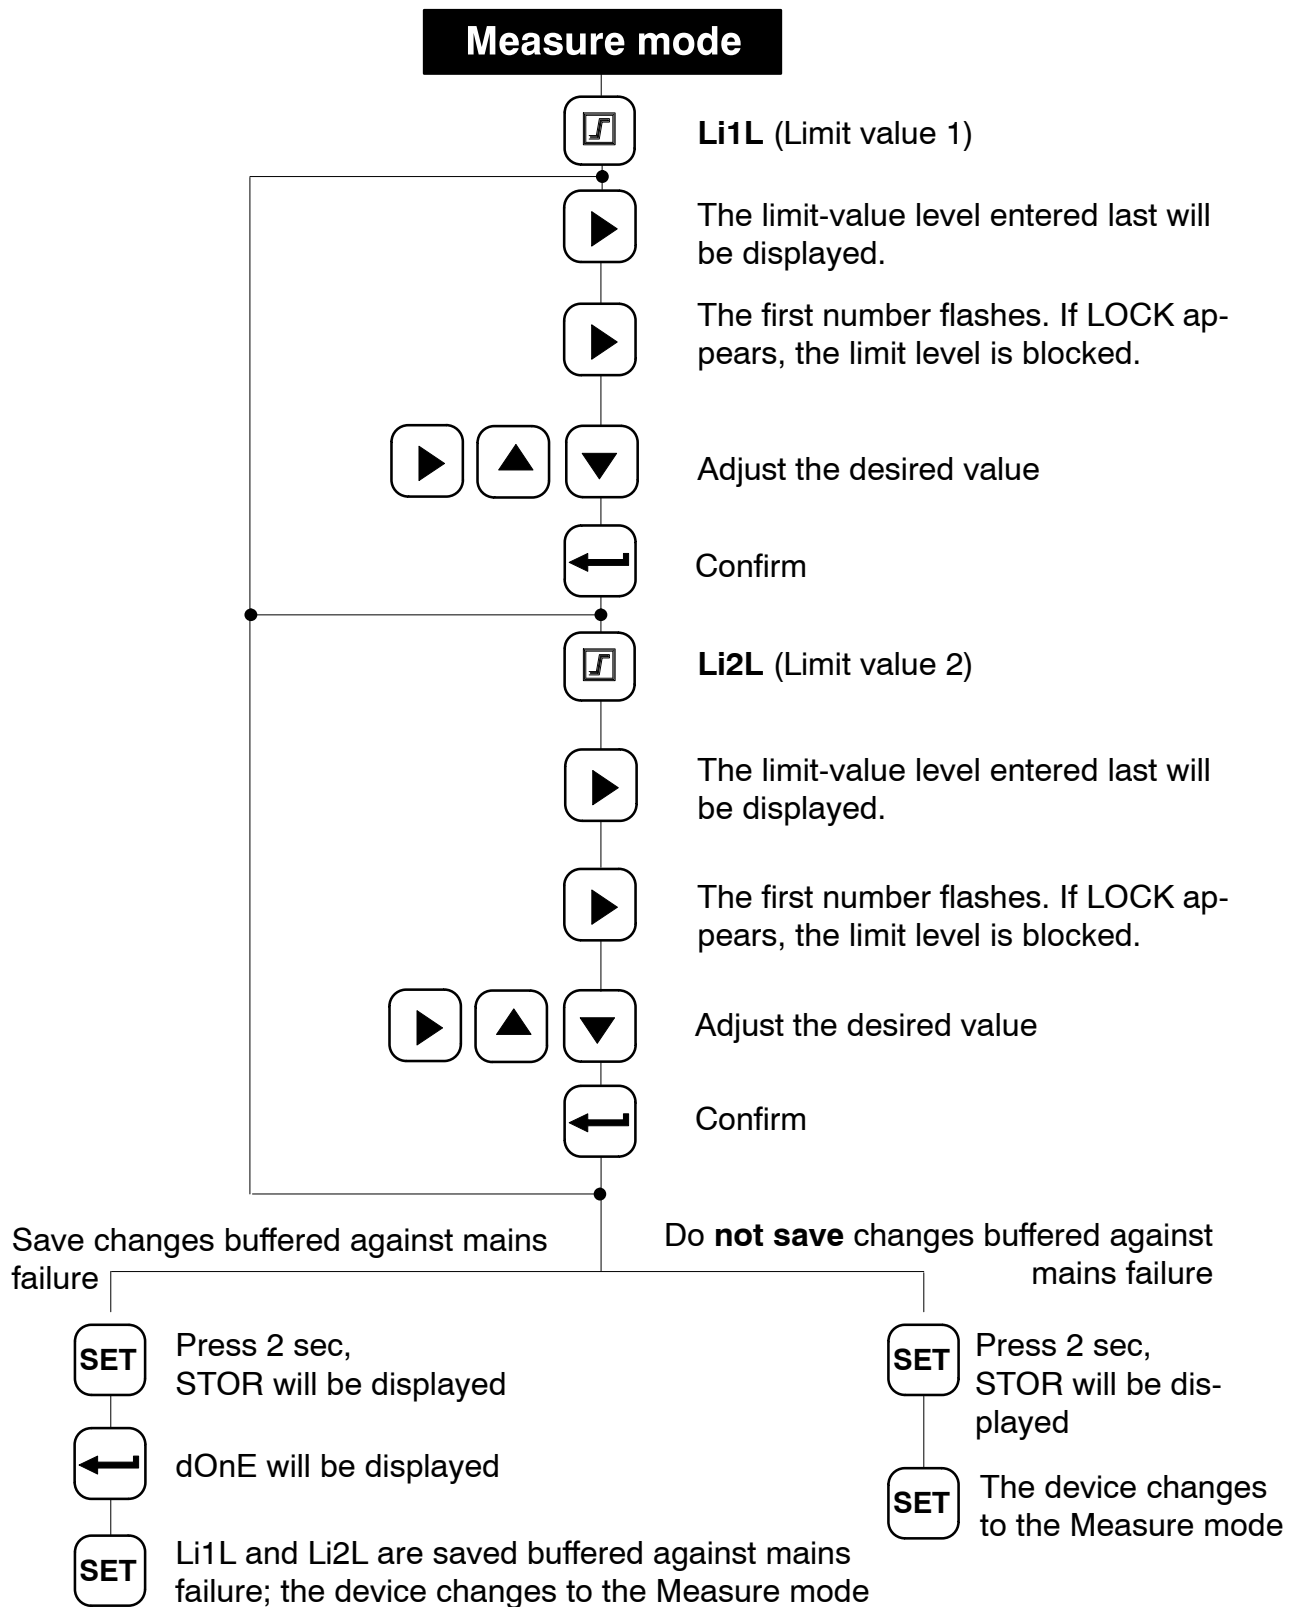 Measure mode
Li1L (Limit value 1)
The limit-value level entered last will
be displayed.
The first number flashes. If LOCK ap-
pears, the limit level is blocked.
Adjust the desired value
Confirm
Li2L (Limit value 2)
The limit-value level entered last will
be displayed.
The first number flashes. If LOCK ap-
pears, the limit level is blocked.
Adjust the desired value
Confirm
Save changes buffered against mains
failure
Do not save changes buffered against
mains failure
SET
Press 2 sec,
STOR will be displayed
dOnE will be displayed
SET
Li1L and Li2L are saved buffered against mains
failure; the device changes to the Measure mode
SET
Press 2 sec,
STOR will be dis-
played
SET
The device changes
to the Measure mode